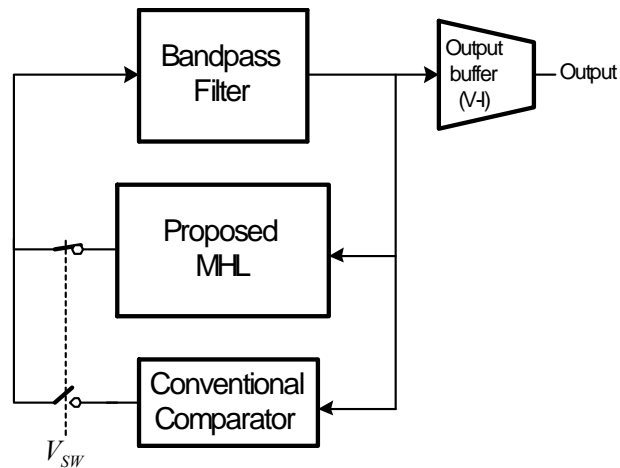 Bandpass
Filter
Output
buffer
(V-I)
Output
Proposed
MHL
Conventional
Comparator
V_SW